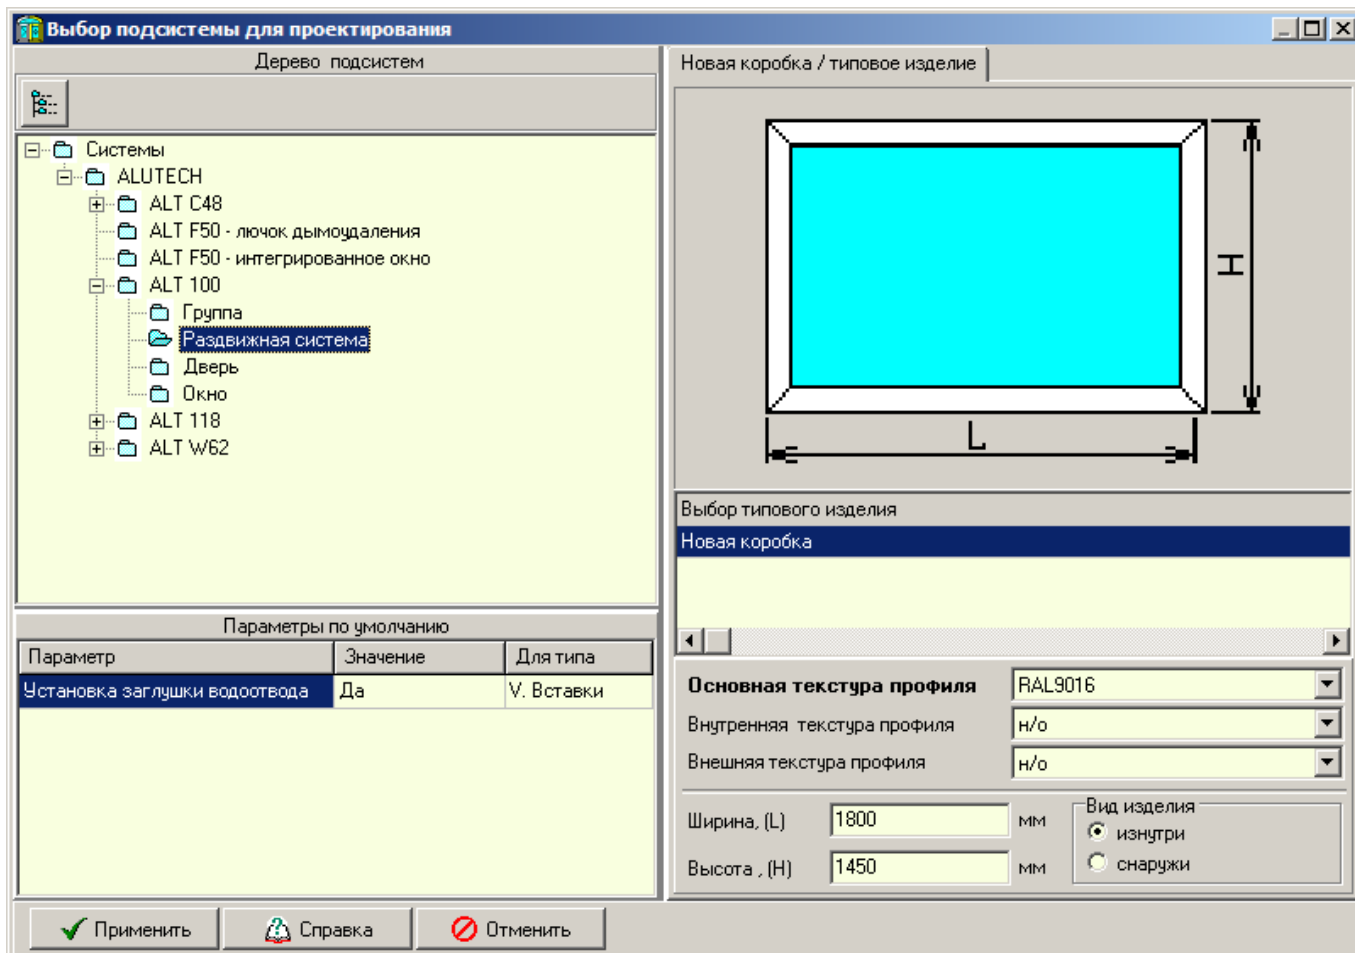 Выбор подсистемы для проектирования
Дерево подсистем
Системы
ALUTECH
ALT C48
ALT F50 - лючок дымоудаления
ALT F50 - интегрированное окно
ALT 100
Группа
Раздвижная система
Дверь
Окно
ALT 118
ALT W62
Параметры по умолчанию
Параметр Значение Для типа
Установка заглушки водоотвода Да V. Вставки
Новая коробка / типовое изделие
H
L
Выбор типового изделия
Новая коробка
Основная текстура профиля RAL9016
Внутренняя текстура профиля н/о
Внешняя текстура профиля н/о
Ширина, (L) 1800 мм
Высота , (H) 1450 мм
Вид изделия
изнутри
снаружи
Применить Справка Отменить